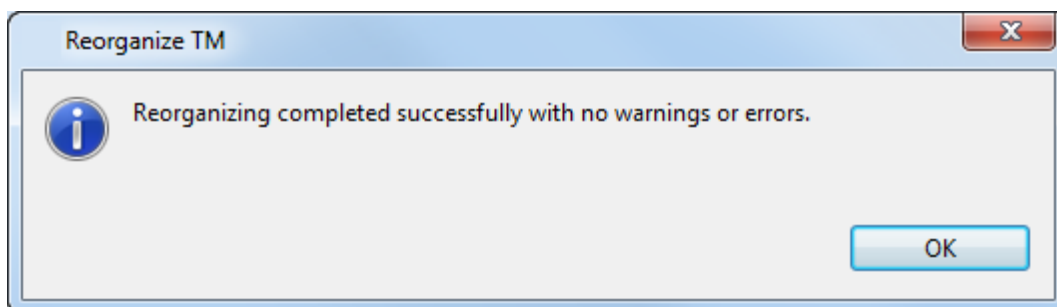 Reorganize TM
Reorganizing completed successfully with no warnings or errors.
OK